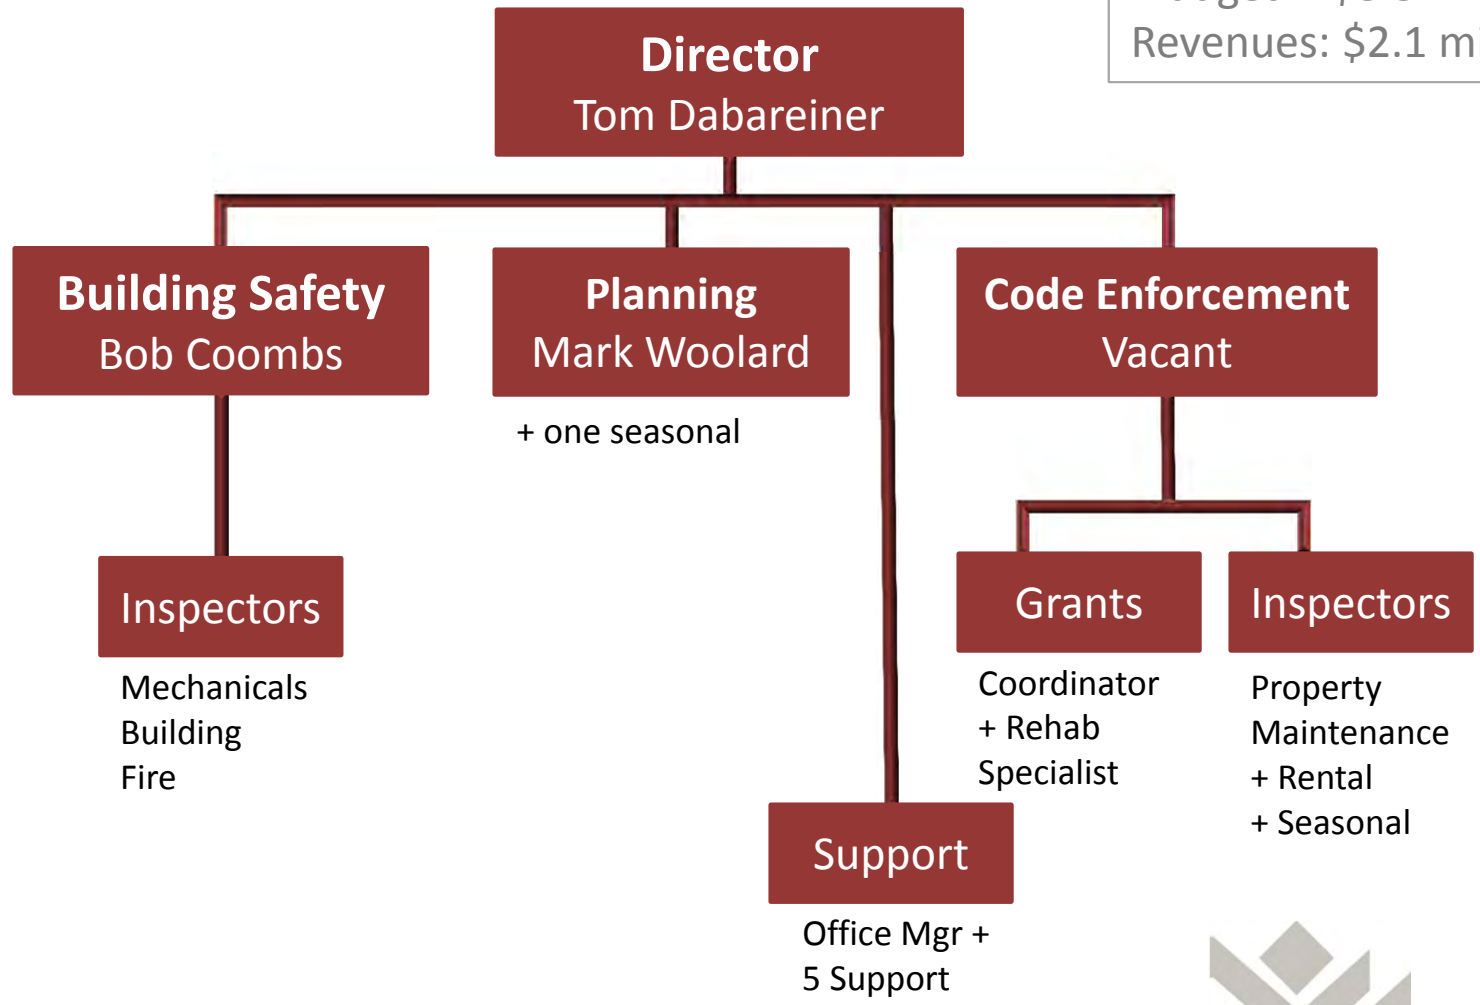 Revenues: $2.1
Director
Tom Dabareiner
Building Safety
Bob Coombs
Planning
Mark Woolard
+ one seasonal
Code Enforcement
Vacant
Inspectors
Mechanicals
Building
Fire
Grants
Coordinator
+ Rehab
Specialist
Inspectors
Property
Maintenance
+ Rental
+ Seasonal
Support
Office Mgr +
5 Support